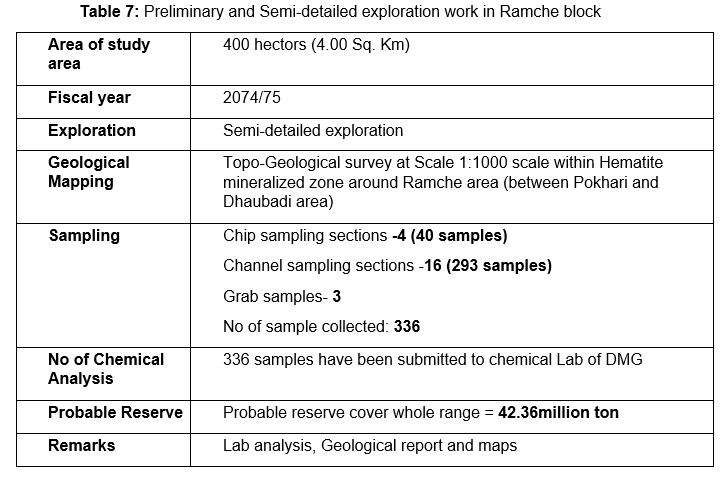 Table 7: Preliminary and Semi-detailed exploration work in Ramche block
Area of study
area
400 hectors (4.00 Sq. Km)
Fiscal year
2074/75
Exploration
Semi-detailed exploration
Geological
Mapping
Topo-Geological survey at Scale 1:1000 scale within Hematite
mineralized zone around Ramche area (between Pokhari and
Dhaubadi area)
Sampling
Chip sampling sections -4 (40 samples)
Channel sampling sections -16 (293 samples)
Grab samples- 3
No of sample collected: 336
No of Chemical
Analysis
336 samples have been submitted to chemical Lab of DMG
Probable Reserve
Probable reserve cover whole range = 42.36million ton
Remarks
Lab analysis, Geological report and maps